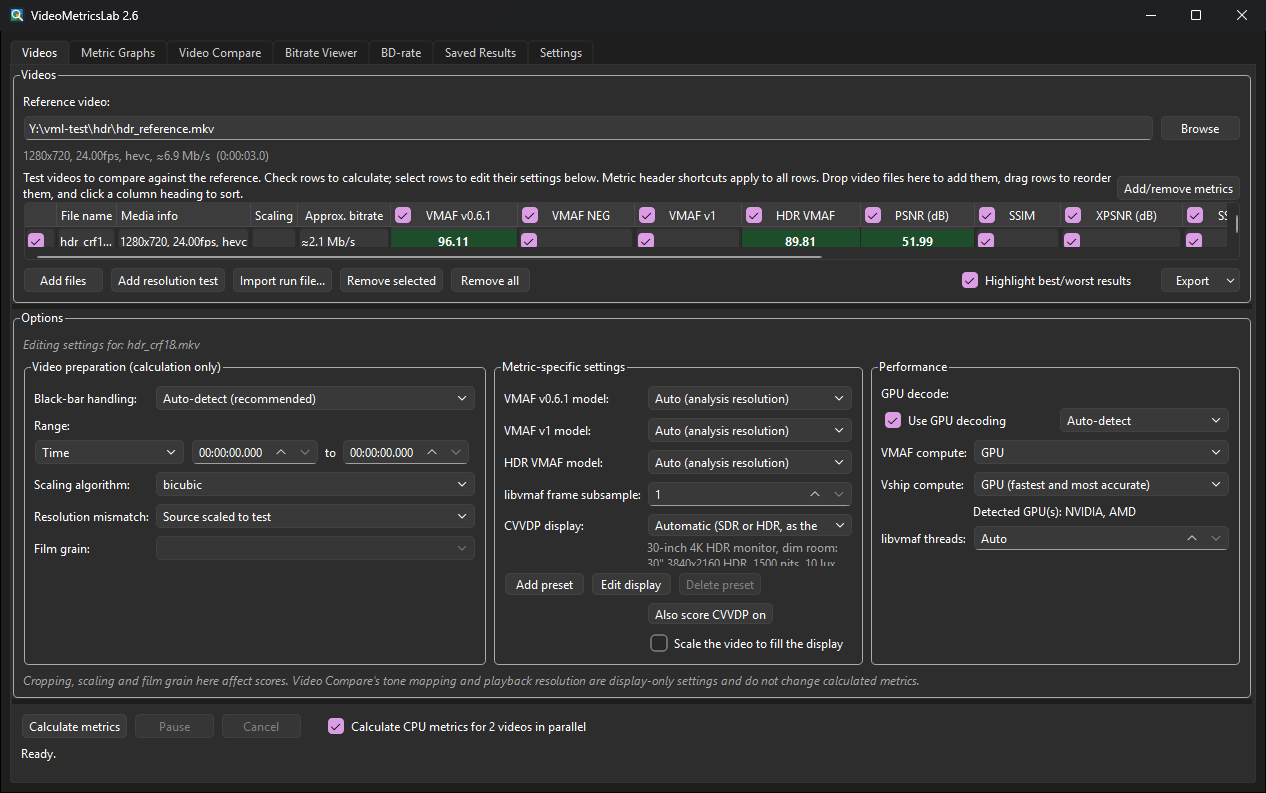 VideoMetricsLab 2.6
Videos Metric Graphs Video Compare Bitrate Viewer BD-rate Saved Results Settings
Videos
Reference video:
Y:\vml-test\hdr\hdr_reference.mkv Browse
1280x720, 24.00fps, hevc, ≈6.9 Mb/s (0:00:03.0)
Test videos to compare against the reference. Check rows to calculate; select rows to edit their settings below. Metric header shortcuts apply to all rows. Drop video files here to add them, drag rows to reorder
them, and click a column heading to sort.
Add/remove metrics
File name Media info Scaling Approx. bitrate VMAF v0.6.1 VMAF NEG VMAF v1 HDR VMAF PSNR (dB) SSIM XPSNR (dB)
hdr_crf1... 1280x720, 24.00fps, hevc ≈2.1 Mb/s 96.11 89.81 51.99
Add files Add resolution test Import run file... Remove selected Remove all Highlight best/worst results Export
Options
Editing settings for: hdr_crf18.mkv
Video preparation (calculation only)
Black-bar handling: Auto-detect (recommended)
Range:
Time 00:00:00.000 to 00:00:00.000
Scaling algorithm: bicubic
Resolution mismatch: Source scaled to test
Film grain:
Metric-specific settings
VMAF v0.6.1 model: Auto (analysis resolution)
VMAF v1 model: Auto (analysis resolution)
HDR VMAF model: Auto (analysis resolution)
libvmaf frame subsample: 1
CVVDP display: Automatic (SDR or HDR, as the
30-inch 4K HDR monitor, dim room:
30" 3840x2160 HDR, 1500 nits, 10 lux
Add preset Edit display Delete preset
Also score CVVDP on
Scale the video to fill the display
Performance
GPU decode:
Use GPU decoding Auto-detect
VMAF compute: GPU
Vship compute: GPU (fastest and most accurate)
Detected GPU(s): NVIDIA, AMD
libvmaf threads: Auto
Cropping, scaling and film grain here affect scores. Video Compare's tone mapping and playback resolution are display-only settings and do not change calculated metrics.
Calculate metrics Pause Cancel Calculate CPU metrics for 2 videos in parallel
Ready.